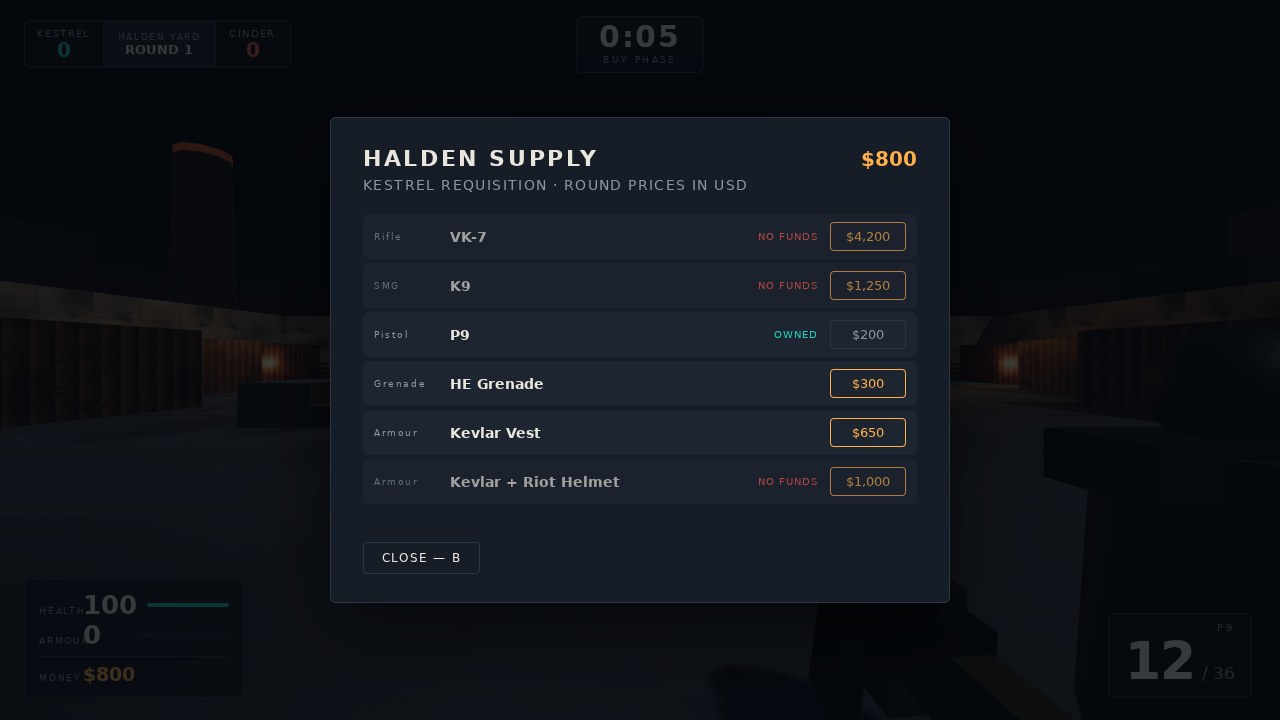 KESTREL
0
HALDEN YARD
ROUND 1
CINDER
0
0:05
BUY PHASE
HALDEN SUPPLY
$800
KESTREL REQUISITION · ROUND PRICES IN USD
Rifle VK-7 NO FUNDS $4,200
SMG K9 NO FUNDS $1,250
Pistol P9 OWNED $200
Grenade HE Grenade $300
Armour Kevlar Vest $650
Armour Kevlar + Riot Helmet NO FUNDS $1,000
CLOSE — B
HEALTH 100
ARMOUR 0
MONEY $800
P9
12 / 36